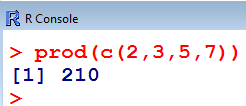 R Console
> prod(c(2,3,5,7))
[1] 210
>